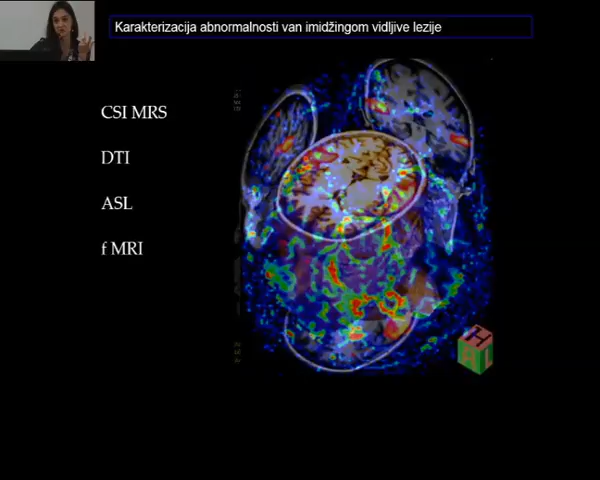 Karakterizacija abnormalnosti van imidžingom vidljive lezije
CSI MRS
DTI
ASL
f MRI
H
A L